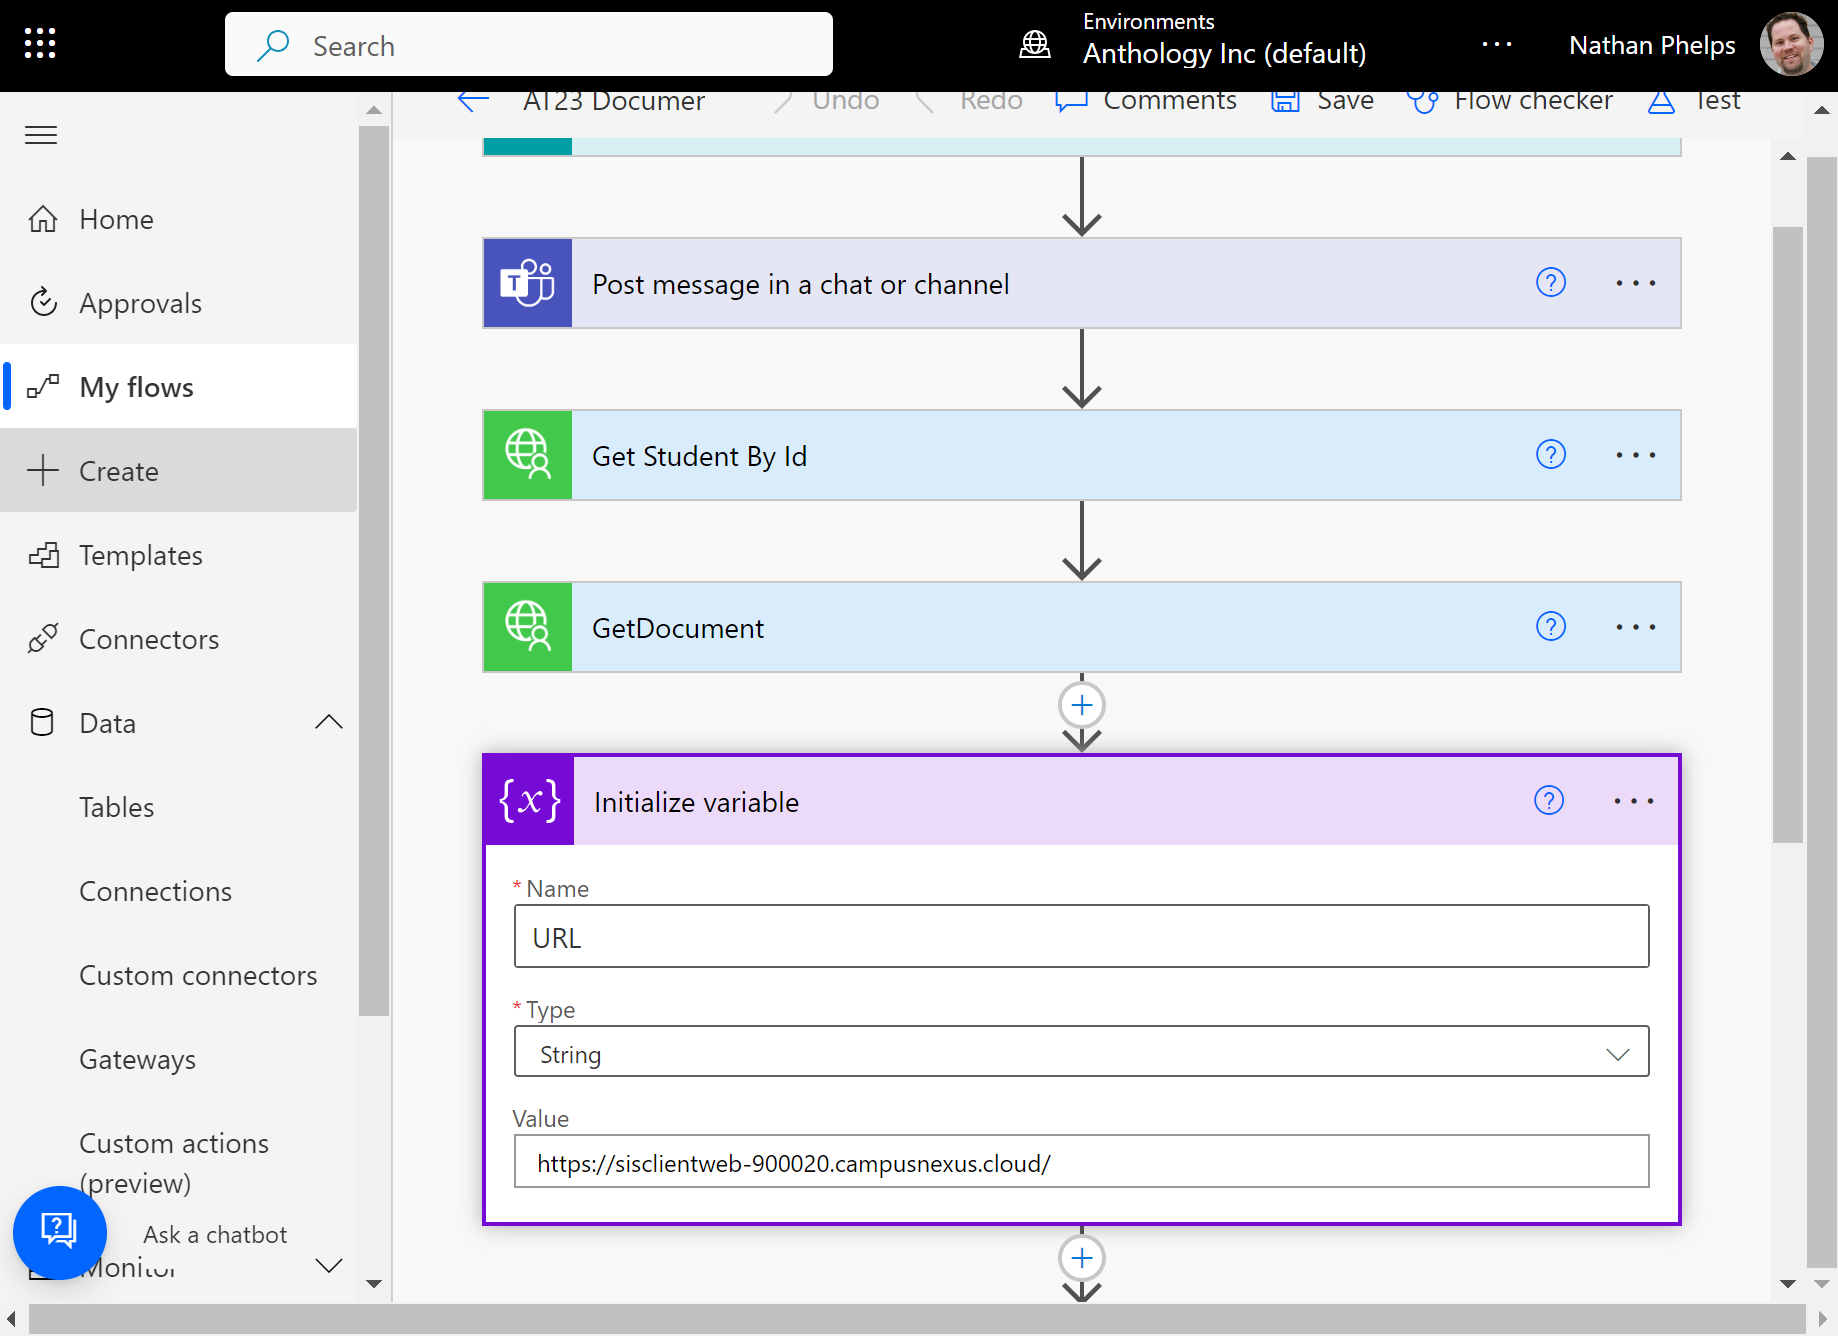 Search
Environments
Anthology Inc (default)
Nathan Phelps
AT23 Documer
Undo
Redo
Comments
Save
Flow checker
Test
Home
Approvals
My flows
Create
Templates
Connectors
Data
Tables
Connections
Custom connectors
Gateways
Custom actions
(preview)
Ask a chatbot
Monitor
T
Post message in a chat or channel
?
Get Student By Id
?
GetDocument
?
{x}
Initialize variable
?
* Name
URL
* Type
String
Value
https://sisclientweb-900020.campusnexus.cloud/